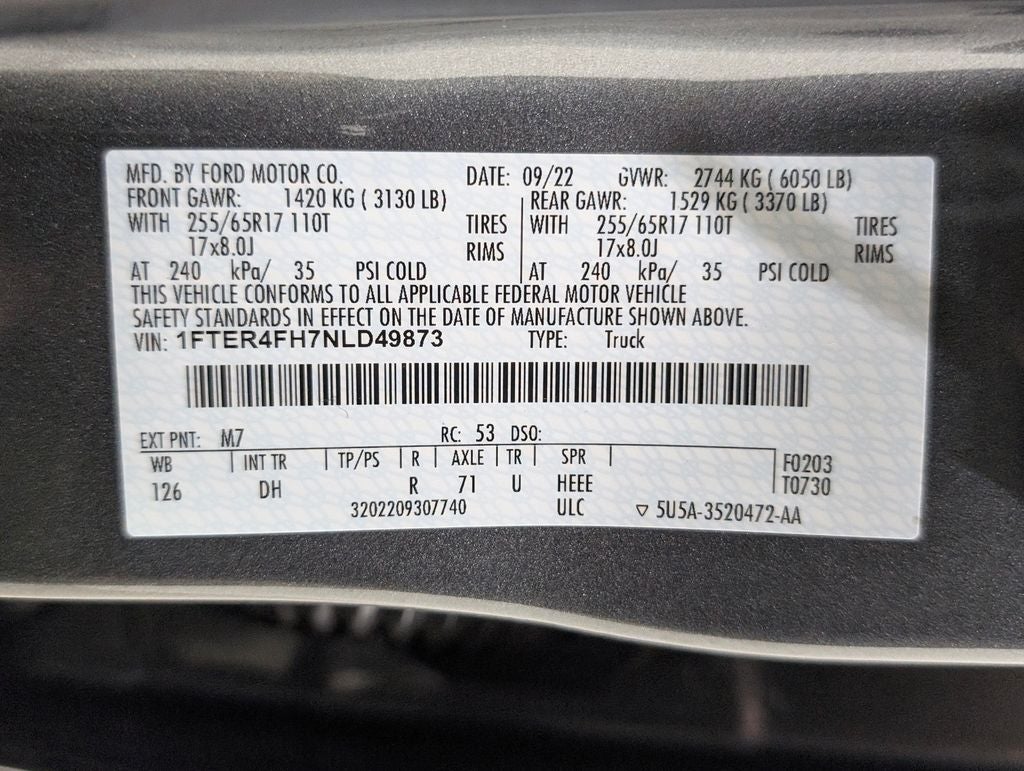 MFD. BY FORD MOTOR CO. DATE: 09/22 GVWR: 2744 KG ( 6050 LB)
FRONT GAWR: 1420 KG ( 3130 LB) REAR GAWR: 1529 KG ( 3370 LB)
WITH 255/65R17 110T TIRES WITH 255/65R17 110T TIRES
17x8.0J RIMS 17x8.0J RIMS
AT 240 kPa/ 35 PSI COLD AT 240 kPa/ 35 PSI COLD
THIS VEHICLE CONFORMS TO ALL APPLICABLE FEDERAL MOTOR VEHICLE
SAFETY STANDARDS IN EFFECT ON THE DATE OF MANUFACTURE SHOWN ABOVE.
VIN: 1FTER4FH7NLD49873 TYPE: Truck
EXT PNT: M7 RC: 53 DSO:
WB INT TR TP/PS R AXLE TR SPR F0203
126 DH R 71 U HEEE T0730
3202209307740 ULC ▽ 5U5A-3520472-AA